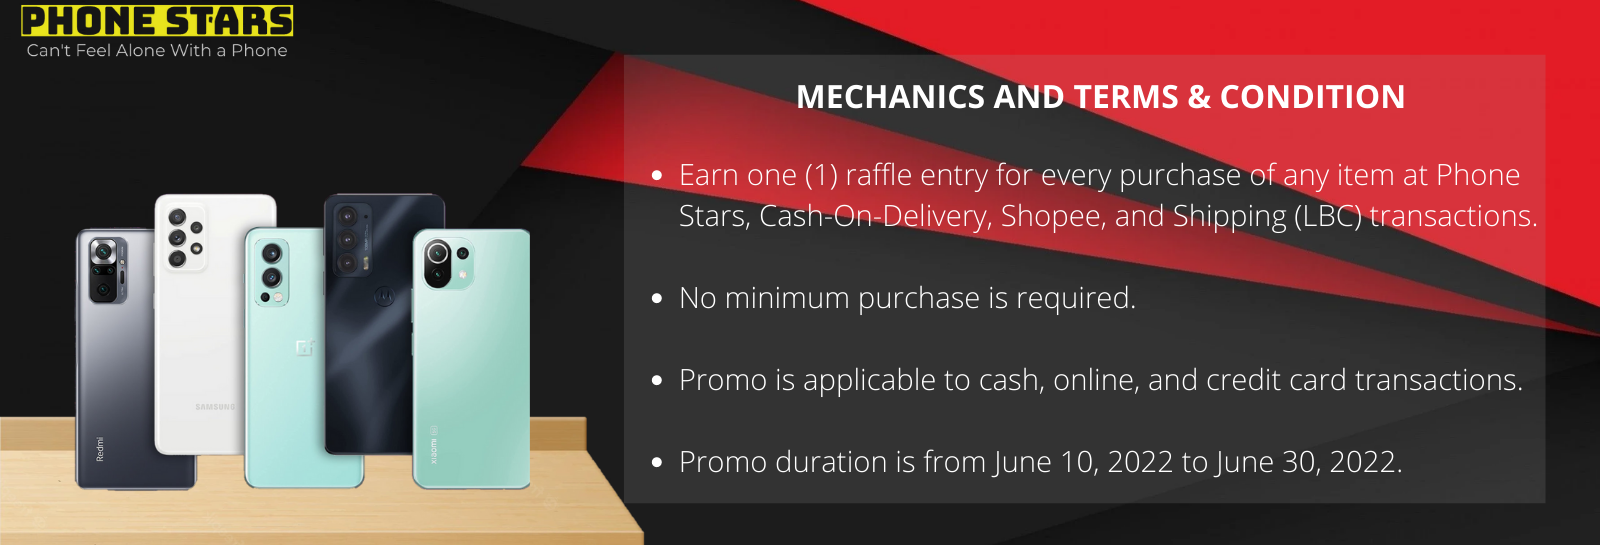 PHONE STARS
Can't Feel Alone With a Phone
MECHANICS AND TERMS & CONDITION
• Earn one (1) raffle entry for every purchase of any item at Phone
Stars, Cash-On-Delivery, Shopee, and Shipping (LBC) transactions.
• No minimum purchase is required.
• Promo is applicable to cash, online, and credit card transactions.
• Promo duration is from June 10, 2022 to June 30, 2022.
Redmi
SAMSUNG
xiaomi